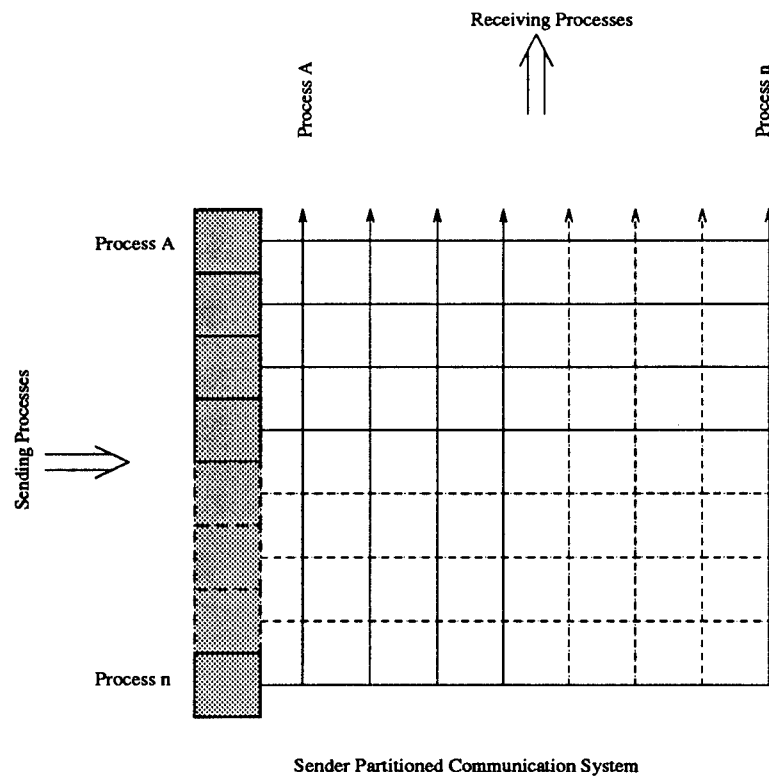 Receiving Processes
Process A
Process n
Process A
Sending Processes
Process n
Sender Partitioned Communication System